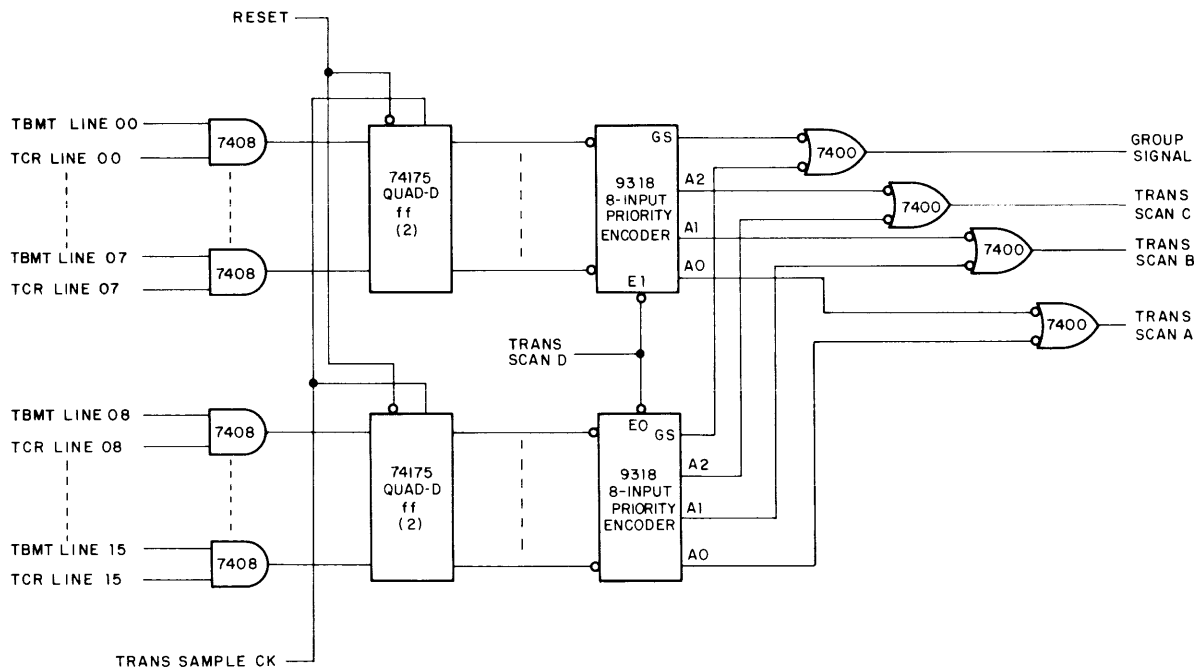 RESET
TBMT LINE 00
TCR LINE 00
7408
TBMT LINE 07
TCR LINE 07
7408
74175
QUAD-D
ff
(2)
9318
8-INPUT
PRIORITY
ENCODER
GS
A2
A1
A0
E1
7400
GROUP
SIGNAL
7400
TRANS
SCAN C
7400
TRANS
SCAN B
7400
TRANS
SCAN A
TRANS
SCAN D
TBMT LINE 08
TCR LINE 08
7408
TBMT LINE 15
TCR LINE 15
7408
74175
QUAD-D
ff
(2)
E0
GS
9318
8-INPUT
PRIORITY
ENCODER
A2
A1
A0
TRANS SAMPLE CK